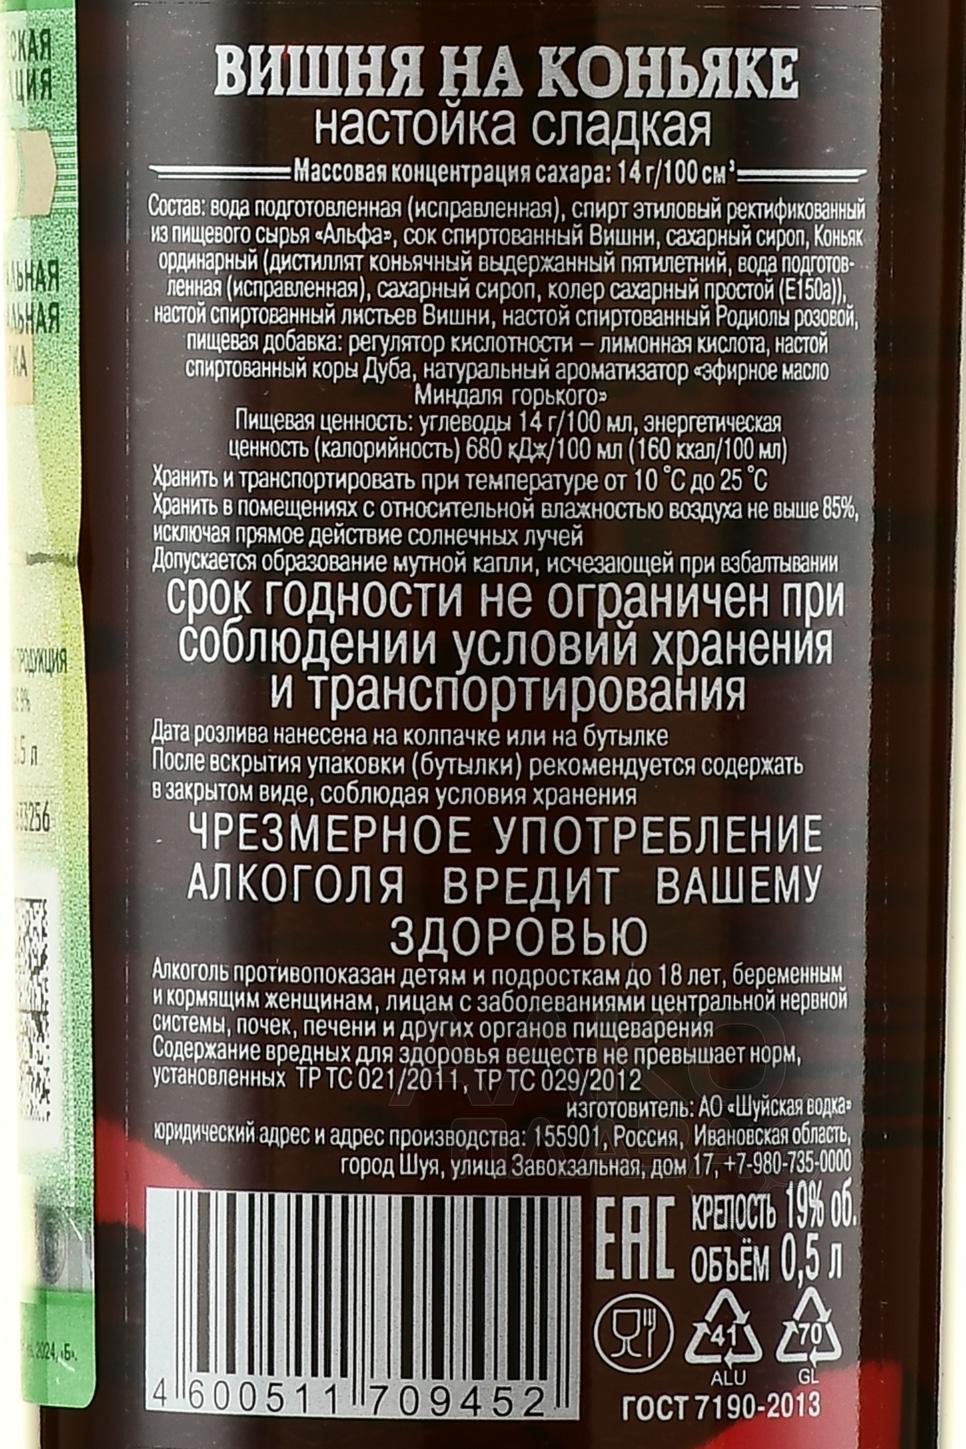 ВИШНЯ НА КОНЬЯКЕ
НАСТОЙКА СЛАДКАЯ
Массовая концентрация сахара: 14 г/100 см³
Состав: вода подготовленная (исправленная), спирт этиловый ректификованный
из пищевого сырья «Альфа», сок спиртованный Вишни, сахарный сироп, Коньяк
ординарный (дистиллят коньячный выдержанный пятилетний, вода подготов-
ленная (исправленная), сахарный сироп, колер сахарный простой (Е150а)),
настой спиртованный листьев Вишни, настой спиртованный Родиолы розовой,
пищевая добавка: регулятор кислотности – лимонная кислота, настой
спиртованный коры Дуба, натуральный ароматизатор «эфирное масло
Миндаля горького»
Пищевая ценность: углеводы 14 г/100 мл, энергетическая
ценность (калорийность) 680 кДж/100 мл (160 ккал/100 мл)
Хранить и транспортировать при температуре от 10 °С до 25 °С
Хранить в помещениях с относительной влажностью воздуха не выше 85%,
исключая прямое действие солнечных лучей
Допускается образование мутной капли, исчезающей при взбалтывании
СРОК ГОДНОСТИ НЕ ОГРАНИЧЕН ПРИ
СОБЛЮДЕНИИ УСЛОВИЙ ХРАНЕНИЯ
И ТРАНСПОРТИРОВАНИЯ
Дата розлива нанесена на колпачке или на бутылке
После вскрытия упаковки (бутылки) рекомендуется содержать
в закрытом виде, соблюдая условия хранения
ЧРЕЗМЕРНОЕ УПОТРЕБЛЕНИЕ
АЛКОГОЛЯ ВРЕДИТ ВАШЕМУ
ЗДОРОВЬЮ
Алкоголь противопоказан детям и подросткам до 18 лет, беременным
и кормящим женщинам, лицам с заболеваниями центральной нервной
системы, почек, печени и других органов пищеварения
Содержание вредных для здоровья веществ не превышает норм,
установленных ТР ТС 021/2011, ТР ТС 029/2012
изготовитель: АО «Шуйская водка»
юридический адрес и адрес производства: 155901, Россия, Ивановская область,
город Шуя, улица Завокзальная, дом 17, +7-980-735-0000
EAC
КРЕПОСТЬ 19% об.
ОБЪЁМ 0,5 л
41
ALU
70
GL
4 600511 709452
ГОСТ 7190-2013